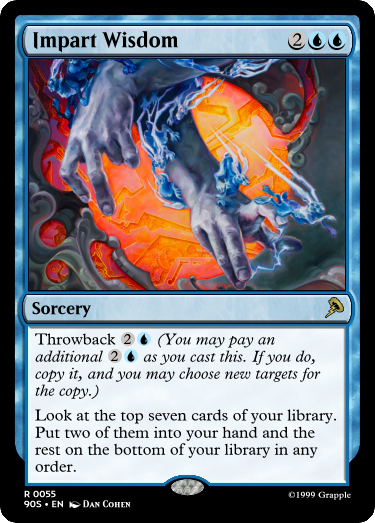 Impart Wisdom 2
Sorcery
Throwback 2 (You may pay an
additional 2 as you cast this. If you do,
copy it, and you may choose new targets for
the copy.)
Look at the top seven cards of your library.
Put two of them into your hand and the
rest on the bottom of your library in any
order.
R 0055
90S • EN Dan Cohen
©1999 Grapple